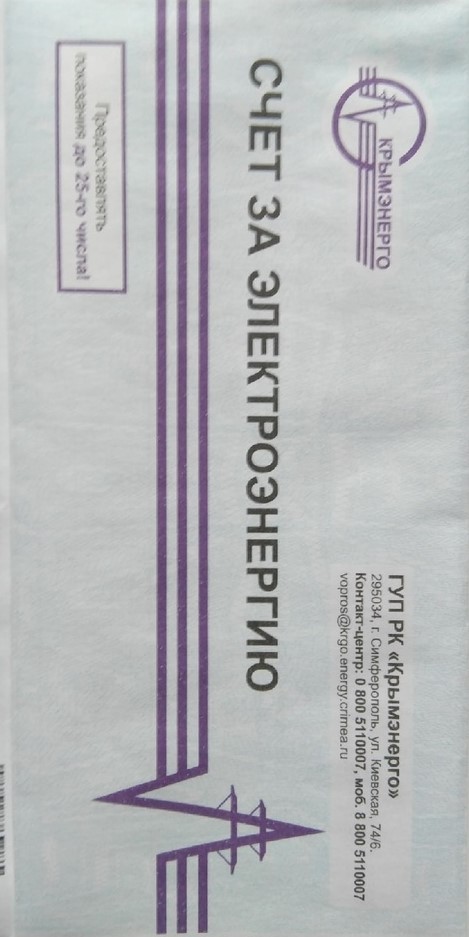 КРЫМЭНЕРГО
ГУП РК «Крымэнерго»
295034, г. Симферополь, ул. Киевская, 74/6.
Контакт-центр: 0 800 5110007, моб. 8 800 5110007
vopros@krgo.energy.crimea.ru
СЧЕТ ЗА ЭЛЕКТРОЭНЕРГИЮ
Предоставлять
показания до 25-го числа!